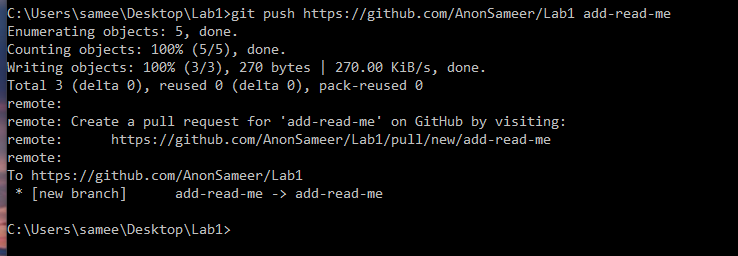 C:\Users\samee\Desktop\Lab1>git push https://github.com/AnonSameer/Lab1 add-read-me
Enumerating objects: 5, done.
Counting objects: 100% (5/5), done.
Writing objects: 100% (3/3), 270 bytes | 270.00 KiB/s, done.
Total 3 (delta 0), reused 0 (delta 0), pack-reused 0
remote:
remote: Create a pull request for 'add-read-me' on GitHub by visiting:
remote:      https://github.com/AnonSameer/Lab1/pull/new/add-read-me
remote:
To https://github.com/AnonSameer/Lab1
 * [new branch]      add-read-me -> add-read-me
C:\Users\samee\Desktop\Lab1>